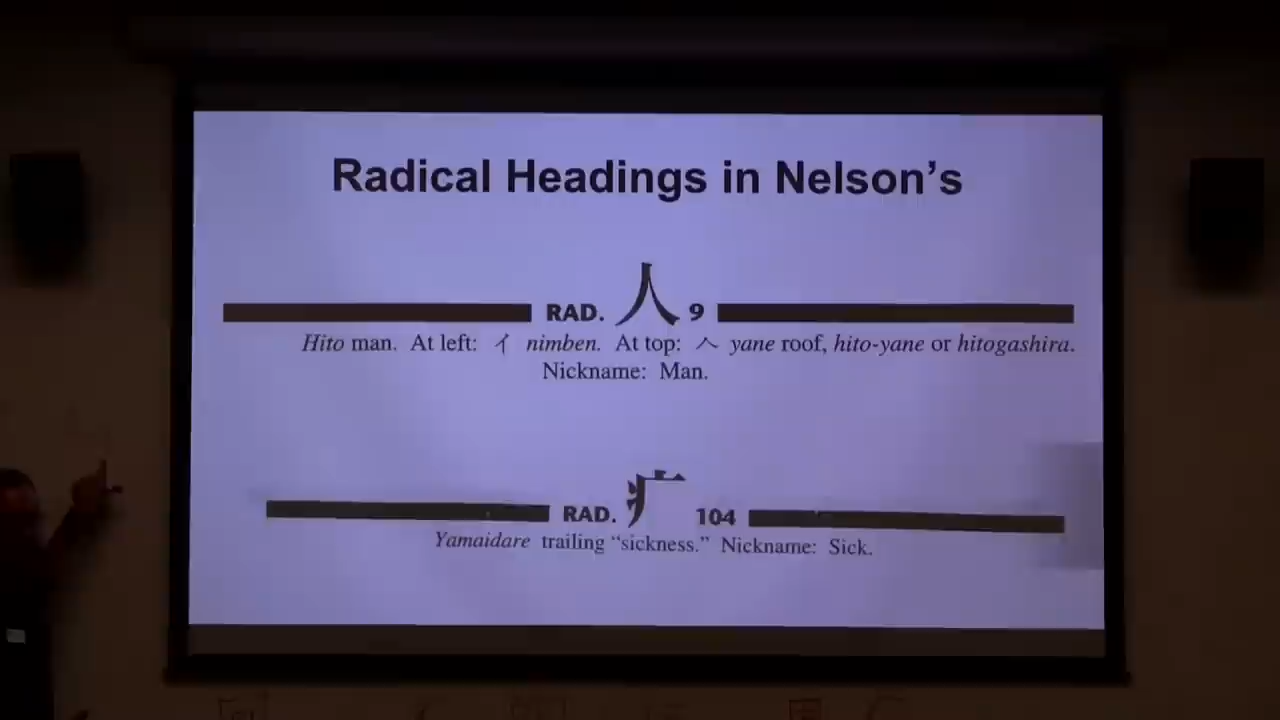 Radical Headings in Nelson’s
RAD. 人 9
Hito man. At left:亻 nimben. At top: 𠆢 yane roof, hito-yane or hitogashira.
Nickname: Man.
RAD. 疒 104
Yamaidare trailing “sickness.” Nickname: Sick.